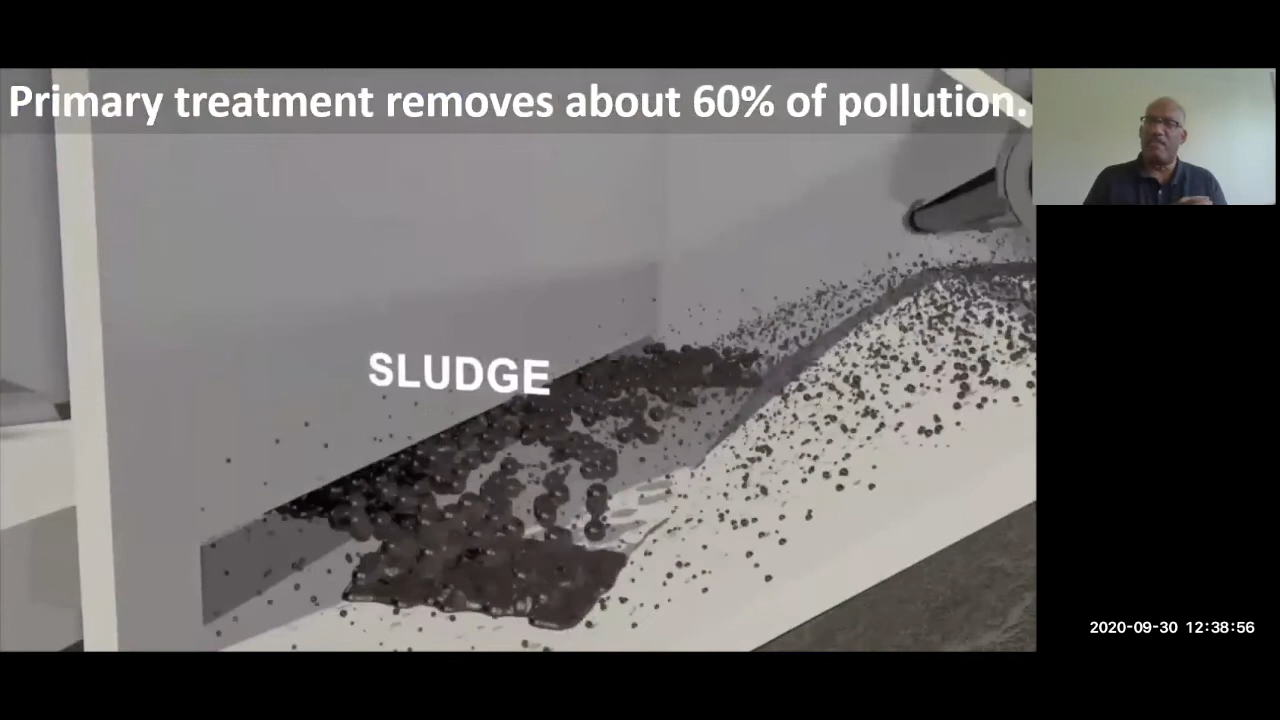 Primary treatment removes about 60% of pollution.
SLUDGE
2020-09-30 12:38:56